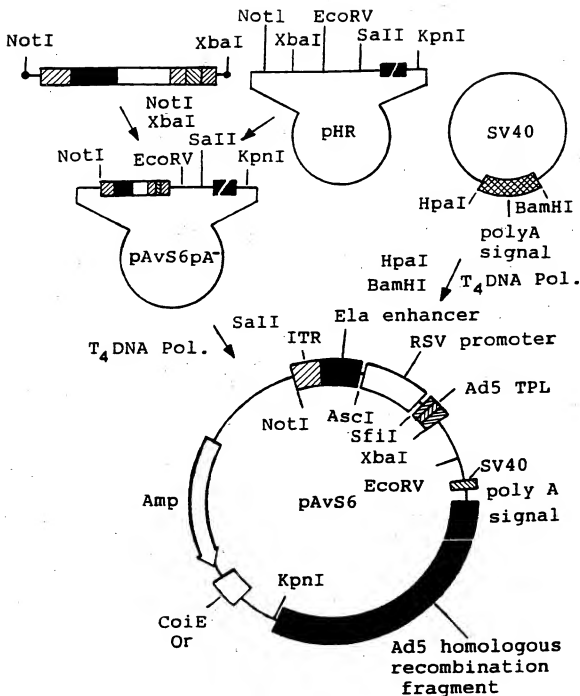 NotI
XbaI
NotI
XbaI
NotI
EcoRV
XbaI
SaII
KpnI
pHR
SV40
HpaI
BamHI
polyA
signal
NotI
EcoRV
SaII
KpnI
pAvS6pA-
HpaI
BamHI
T4DNA Pol.
SaII
T4DNA Pol.
ITR
Ela enhancer
RSV promoter
Ad5 TPL
NotI
AscI
SfiI
XbaI
EcoRV
SV40
poly A
signal
Amp
pAvS6
KpnI
CoiE
Or
Ad5 homologous
recombination
fragment